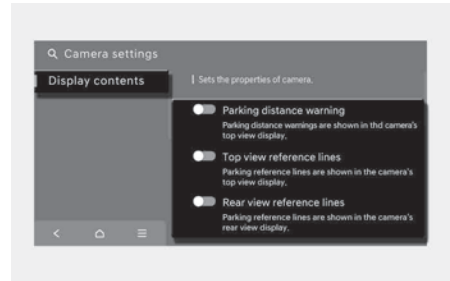 Camera settings
Display contents
Sets the properties of camera.
Parking distance warning
Parking distance warnings are shown in thd camera's
top view display,
Top view reference lines
Parking reference lines are shown in the camera's
top view display,
Rear view reference lines
Parking reference lines are shown in the camera's
rear view display,